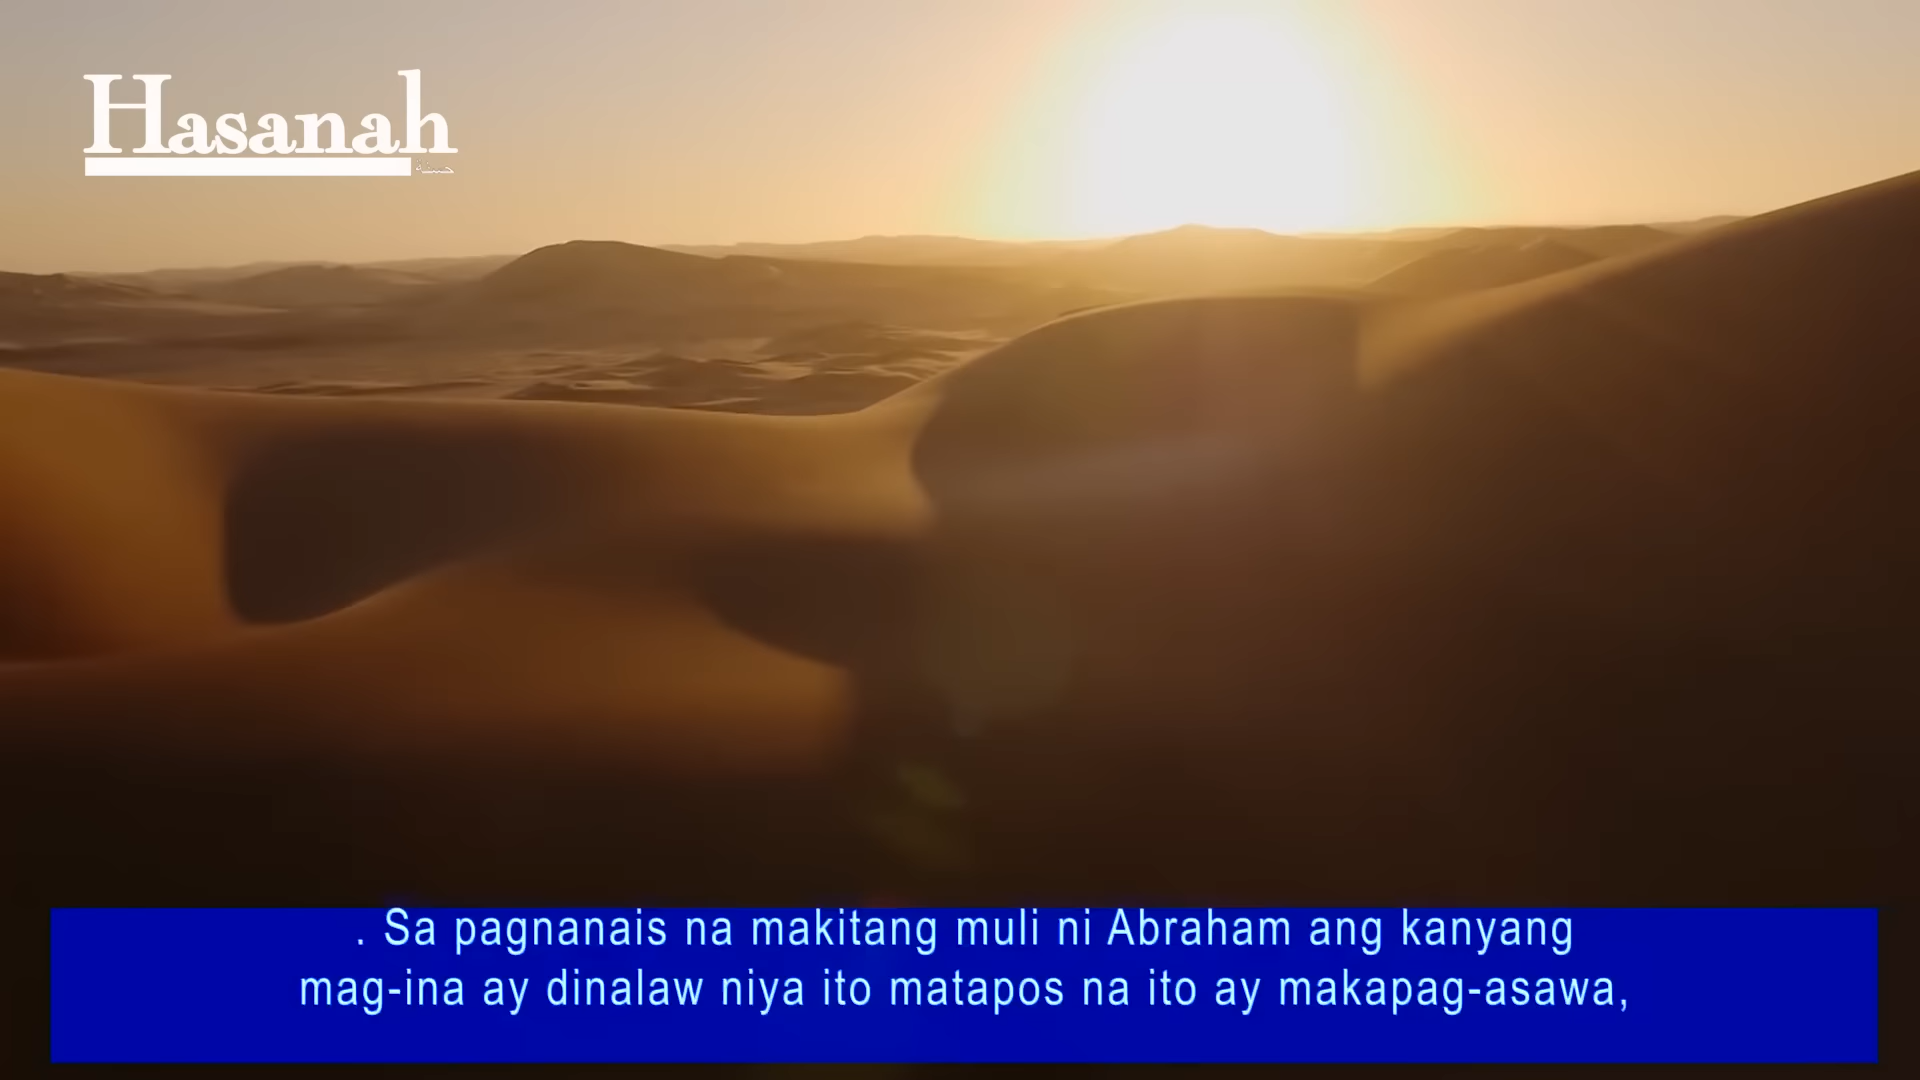 Hasanah
حسنة
. Sa pagnanais na makitang muli ni Abraham ang kanyang
mag-ina ay dinalaw niya ito matapos na ito ay makapag-asawa,